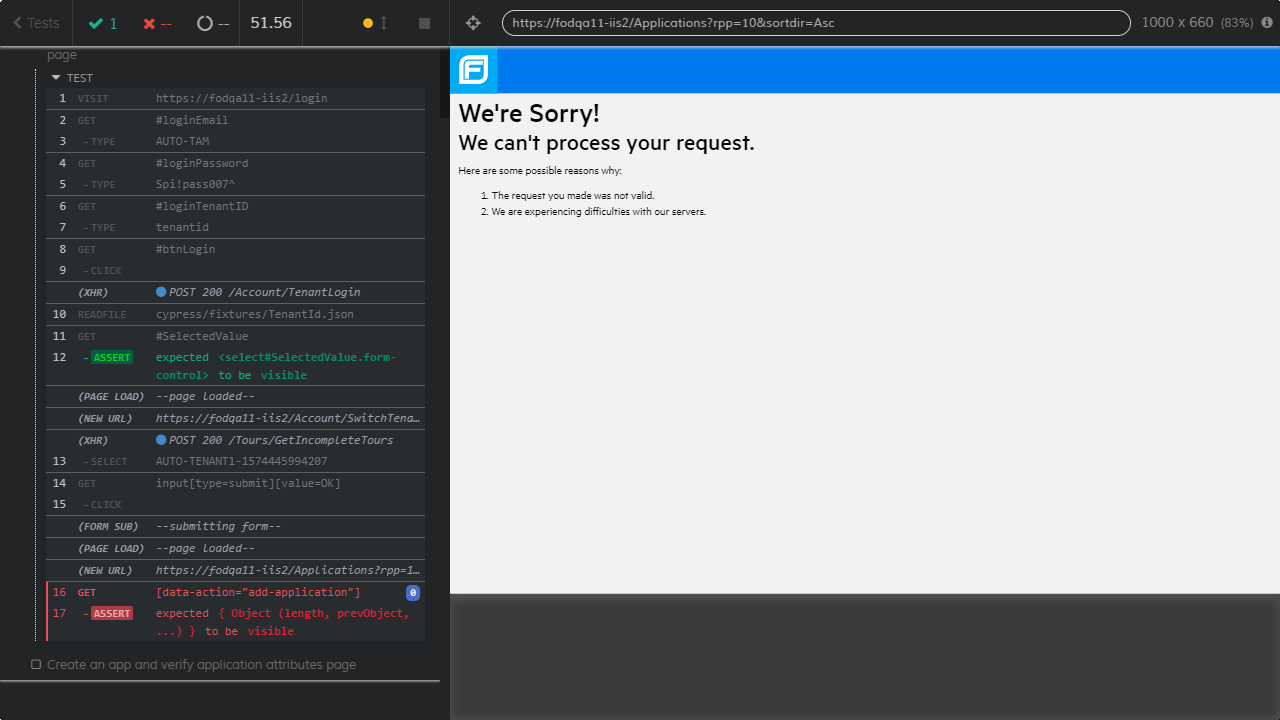 Tests
1
--
--
51.56
https://fodqa11-iis2/Applications?rpp=10&sortdir=Asc
1000 x 660 (83%)
page
TEST
1 VISIT https://fodqa11-iis2/login
2 GET #loginEmail
3 - TYPE AUTO-TAM
4 GET #loginPassword
5 - TYPE Spi!pass007^
6 GET #loginTenantID
7 - TYPE tenantid
8 GET #btnLogin
9 - CLICK
(XHR) POST 200 /Account/TenantLogin
10 READFILE cypress/fixtures/TenantId.json
11 GET #SelectedValue
12 - ASSERT expected <select#SelectedValue.form-
control> to be visible
(PAGE LOAD) --page loaded--
(NEW URL) https://fodqa11-iis2/Account/SwitchTena...
(XHR) POST 200 /Tours/GetIncompleteTours
13 - SELECT AUTO-TENANT1-1574445994207
14 GET input[type=submit][value=OK]
15 - CLICK
(FORM SUB) --submitting form--
(PAGE LOAD) --page loaded--
(NEW URL) https://fodqa11-iis2/Applications?rpp=1...
16 GET [data-action="add-application"] 0
17 - ASSERT expected { Object (length, prevObject,
...) } to be visible
Create an app and verify application attributes page
F
We're Sorry!
We can't process your request.
Here are some possible reasons why:
1. The request you made was not valid.
2. We are experiencing difficulties with our servers.